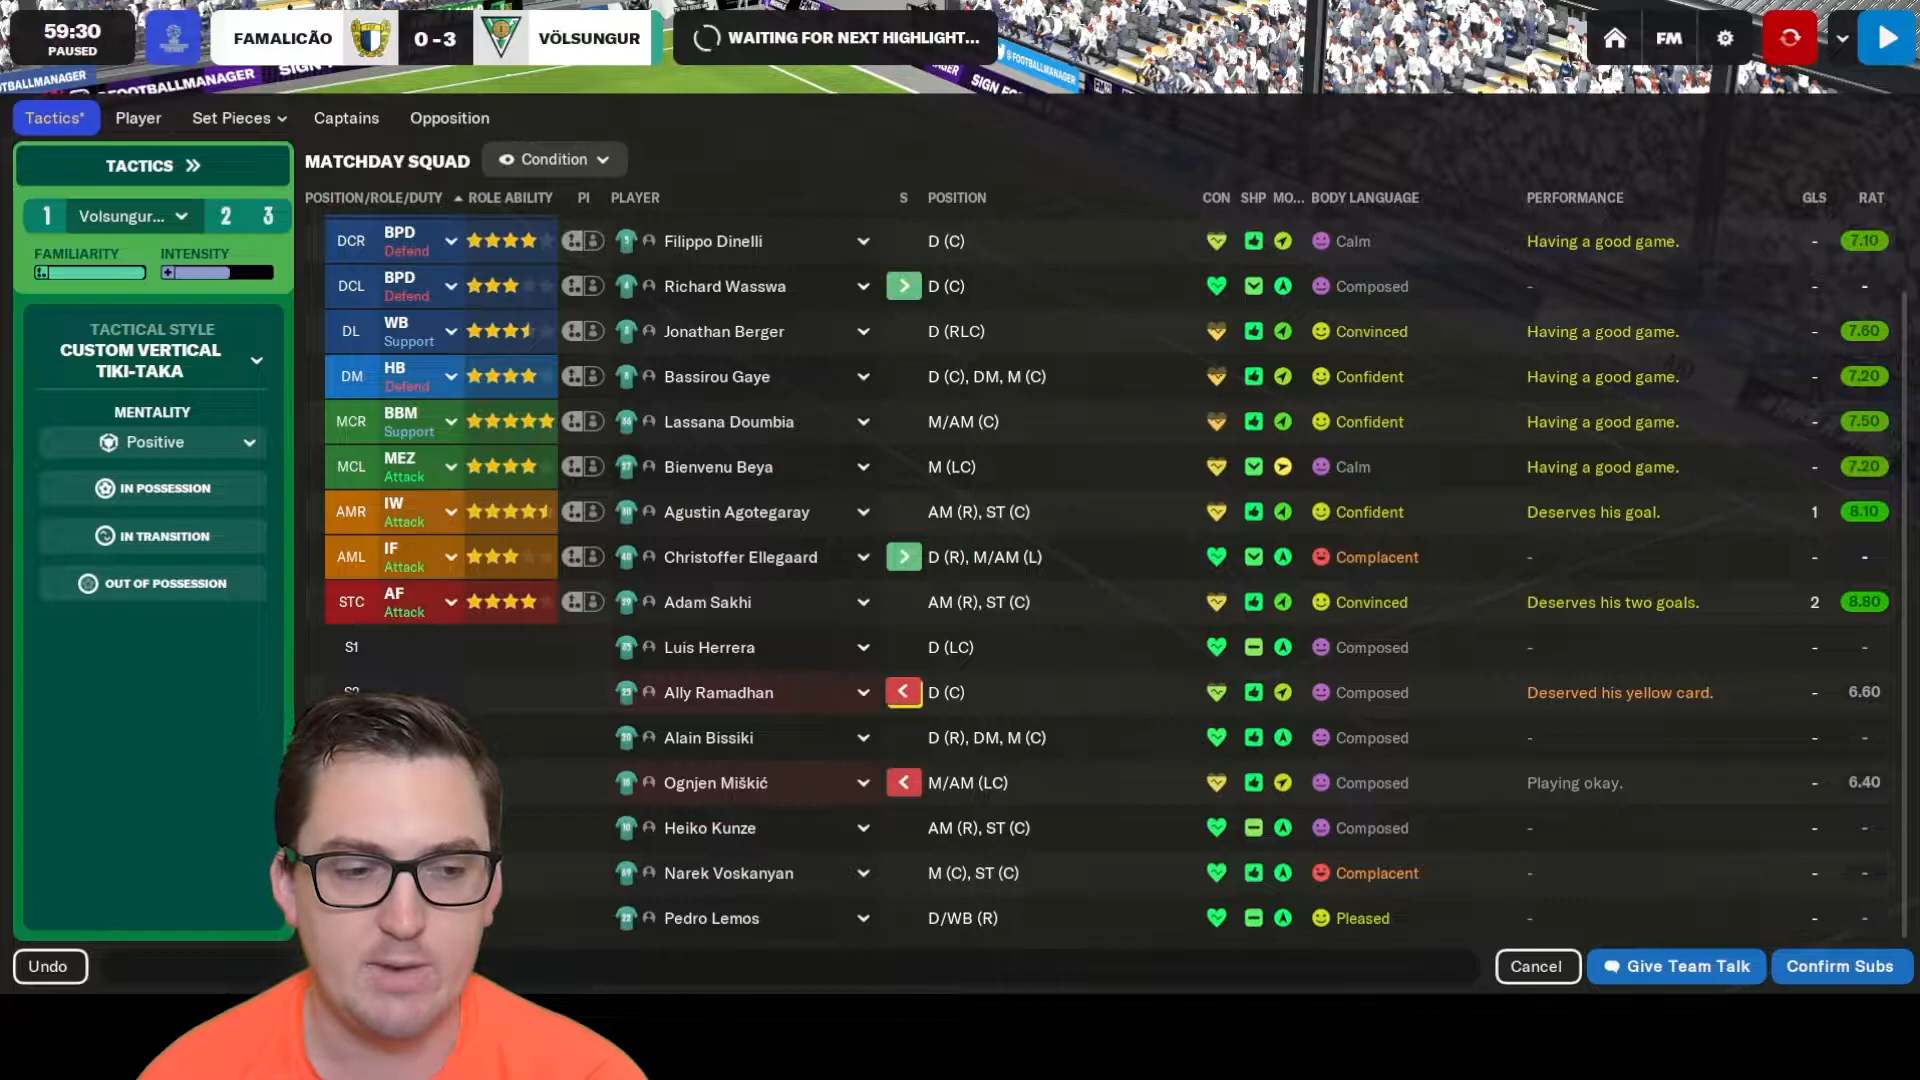 59:30
PAUSED
FAMALICÃO
0 - 3
VÖLSUNGUR
WAITING FOR NEXT HIGHLIGHT...
FM
FOOTBALLMANAGER
@FOOTBALLMANAGER
Tactics*
Player
Set Pieces
Captains
Opposition
TACTICS
1 Volsungur... 2 3
FAMILIARITY INTENSITY
TACTICAL STYLE
CUSTOM VERTICAL
TIKI-TAKA
MENTALITY
Positive
IN POSSESSION
IN TRANSITION
OUT OF POSSESSION
MATCHDAY SQUAD Condition
POSITION/ROLE/DUTY ROLE ABILITY PI PLAYER S POSITION CON SHP MO... BODY LANGUAGE PERFORMANCE GLS RAT
DCR BPD Defend Filippo Dinelli D (C) Calm Having a good game. - 7.10
DCL BPD Defend Richard Wasswa D (C) Composed - - -
DL WB Support Jonathan Berger D (RLC) Convinced Having a good game. - 7.60
DM HB Defend Bassirou Gaye D (C), DM, M (C) Confident Having a good game. - 7.20
MCR BBM Support Lassana Doumbia M/AM (C) Confident Having a good game. - 7.50
MCL MEZ Attack Bienvenu Beya M (LC) Calm Having a good game. - 7.20
AMR IW Attack Agustin Agotegaray AM (R), ST (C) Confident Deserves his goal. 1 8.10
AML IF Attack Christoffer Ellegaard D (R), M/AM (L) Complacent - - -
STC AF Attack Adam Sakhi AM (R), ST (C) Convinced Deserves his two goals. 2 8.80
S1 Luis Herrera D (LC) Composed - - -
S2 Ally Ramadhan D (C) Composed Deserved his yellow card. - 6.60
Alain Bissiki D (R), DM, M (C) Composed - - -
Ognjen Miškić M/AM (LC) Composed Playing okay. - 6.40
Heiko Kunze AM (R), ST (C) Composed - - -
Narek Voskanyan M (C), ST (C) Complacent - - -
Pedro Lemos D/WB (R) Pleased - - -
Undo
Cancel
Give Team Talk
Confirm Subs